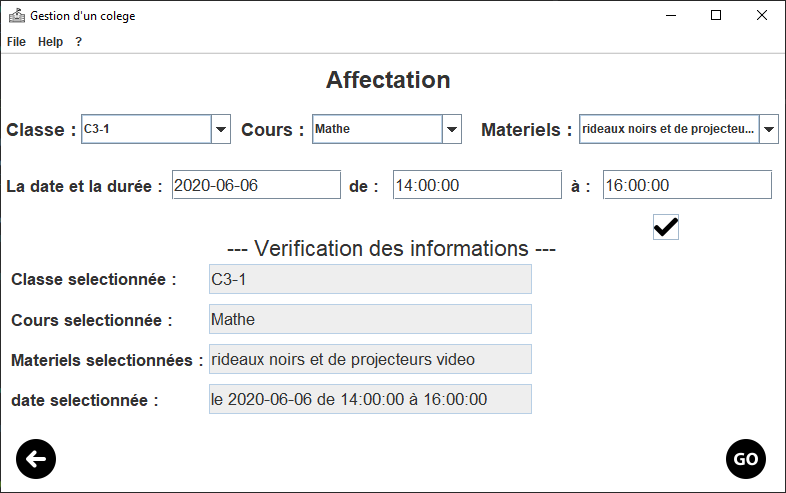 Gestion d'un colege
File Help ?
Affectation
Classe : C3-1 Cours : Mathe Materiels : rideaux noirs et de projecteu...
La date et la durée : 2020-06-06 de : 14:00:00 à : 16:00:00
--- Verification des informations ---
Classe selectionnée : C3-1
Cours selectionnée : Mathe
Materiels selectionnées : rideaux noirs et de projecteurs video
date selectionnée : le 2020-06-06 de 14:00:00 à 16:00:00
GO